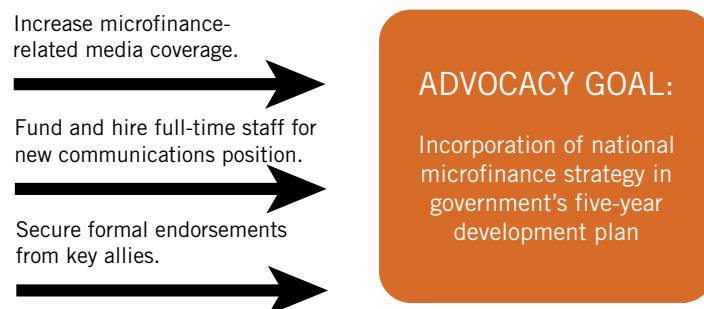 Increase microfinance-
related media coverage.
Fund and hire full-time staff for
new communications position.
Secure formal endorsements
from key allies.
ADVOCACY GOAL:
Incorporation of national
microfinance strategy in
government’s five-year
development plan